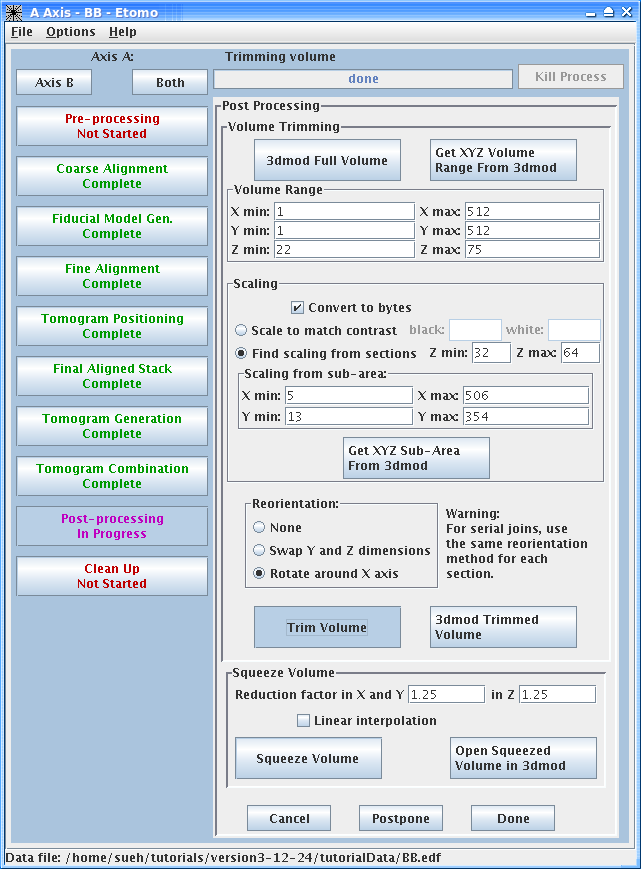 A Axis - BB - Etomo
File Options Help
Axis A: Trimming volume
Axis B Both done Kill Process
Pre-processing
Not Started
Coarse Alignment
Complete
Fiducial Model Gen.
Complete
Fine Alignment
Complete
Tomogram Positioning
Complete
Final Aligned Stack
Complete
Tomogram Generation
Complete
Tomogram Combination
Complete
Post-processing
In Progress
Clean Up
Not Started
Post Processing
Volume Trimming
3dmod Full Volume
Get XYZ Volume
Range From 3dmod
Volume Range
X min: 1 X max: 512
Y min: 1 Y max: 512
Z min: 22 Z max: 75
Scaling
Convert to bytes
Scale to match contrast black: white:
Find scaling from sections Z min: 32 Z max: 64
Scaling from sub-area:
X min: 5 X max: 506
Y min: 13 Y max: 354
Get XYZ Sub-Area
From 3dmod
Reorientation:
None
Swap Y and Z dimensions
Rotate around X axis
Warning:
For serial joins, use
the same reorientation
method for each
section.
Trim Volume
3dmod Trimmed
Volume
Squeeze Volume
Reduction factor in X and Y 1.25 in Z 1.25
Linear interpolation
Squeeze Volume
Open Squeezed
Volume in 3dmod
Cancel Postpone Done
Data file: /home/sueh/tutorials/version3-12-24/tutorialData/BB.edf